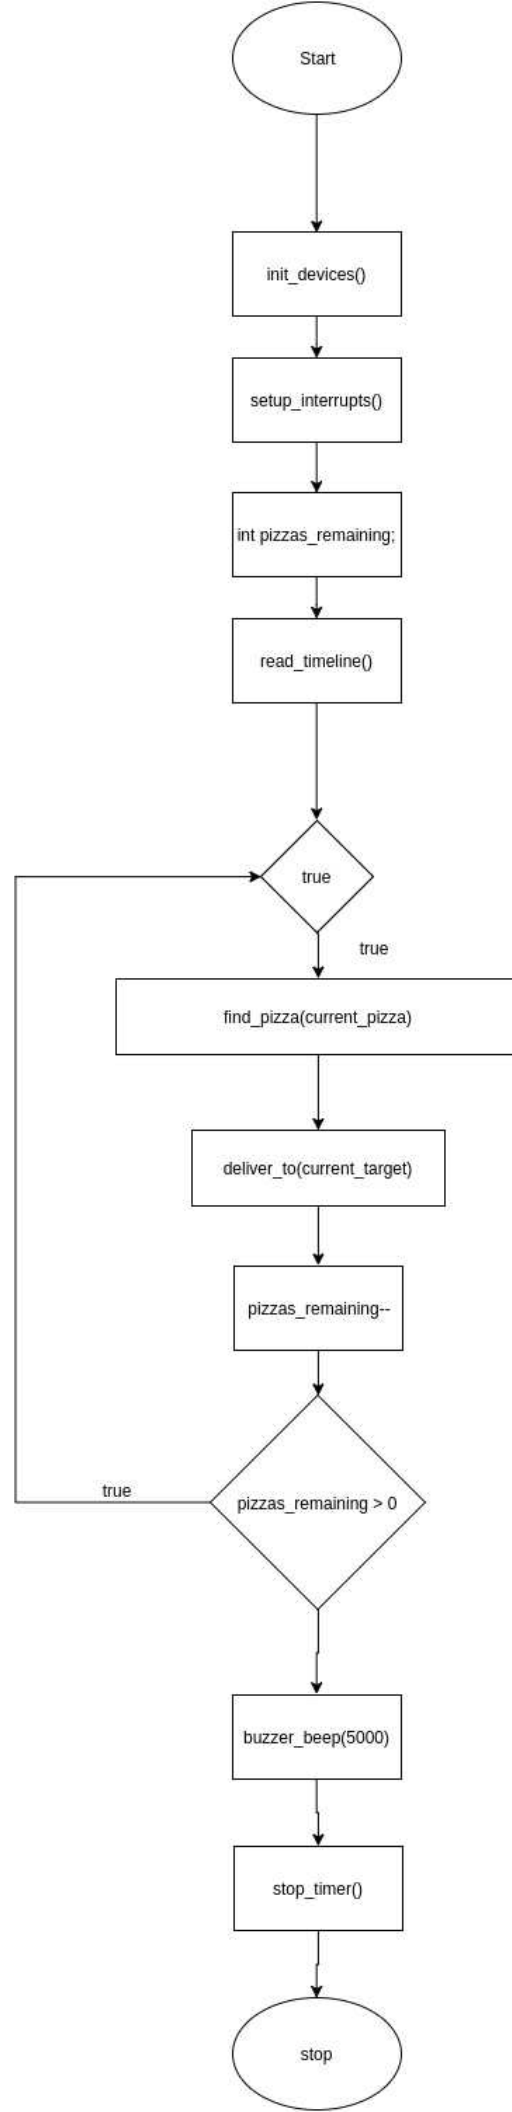 Start
init_devices()
setup_interrupts()
int pizzas_remaining;
read_timeline()
true
true
find_pizza(current_pizza)
deliver_to(current_target)
pizzas_remaining--
true
pizzas_remaining > 0
buzzer_beep(5000)
stop_timer()
stop